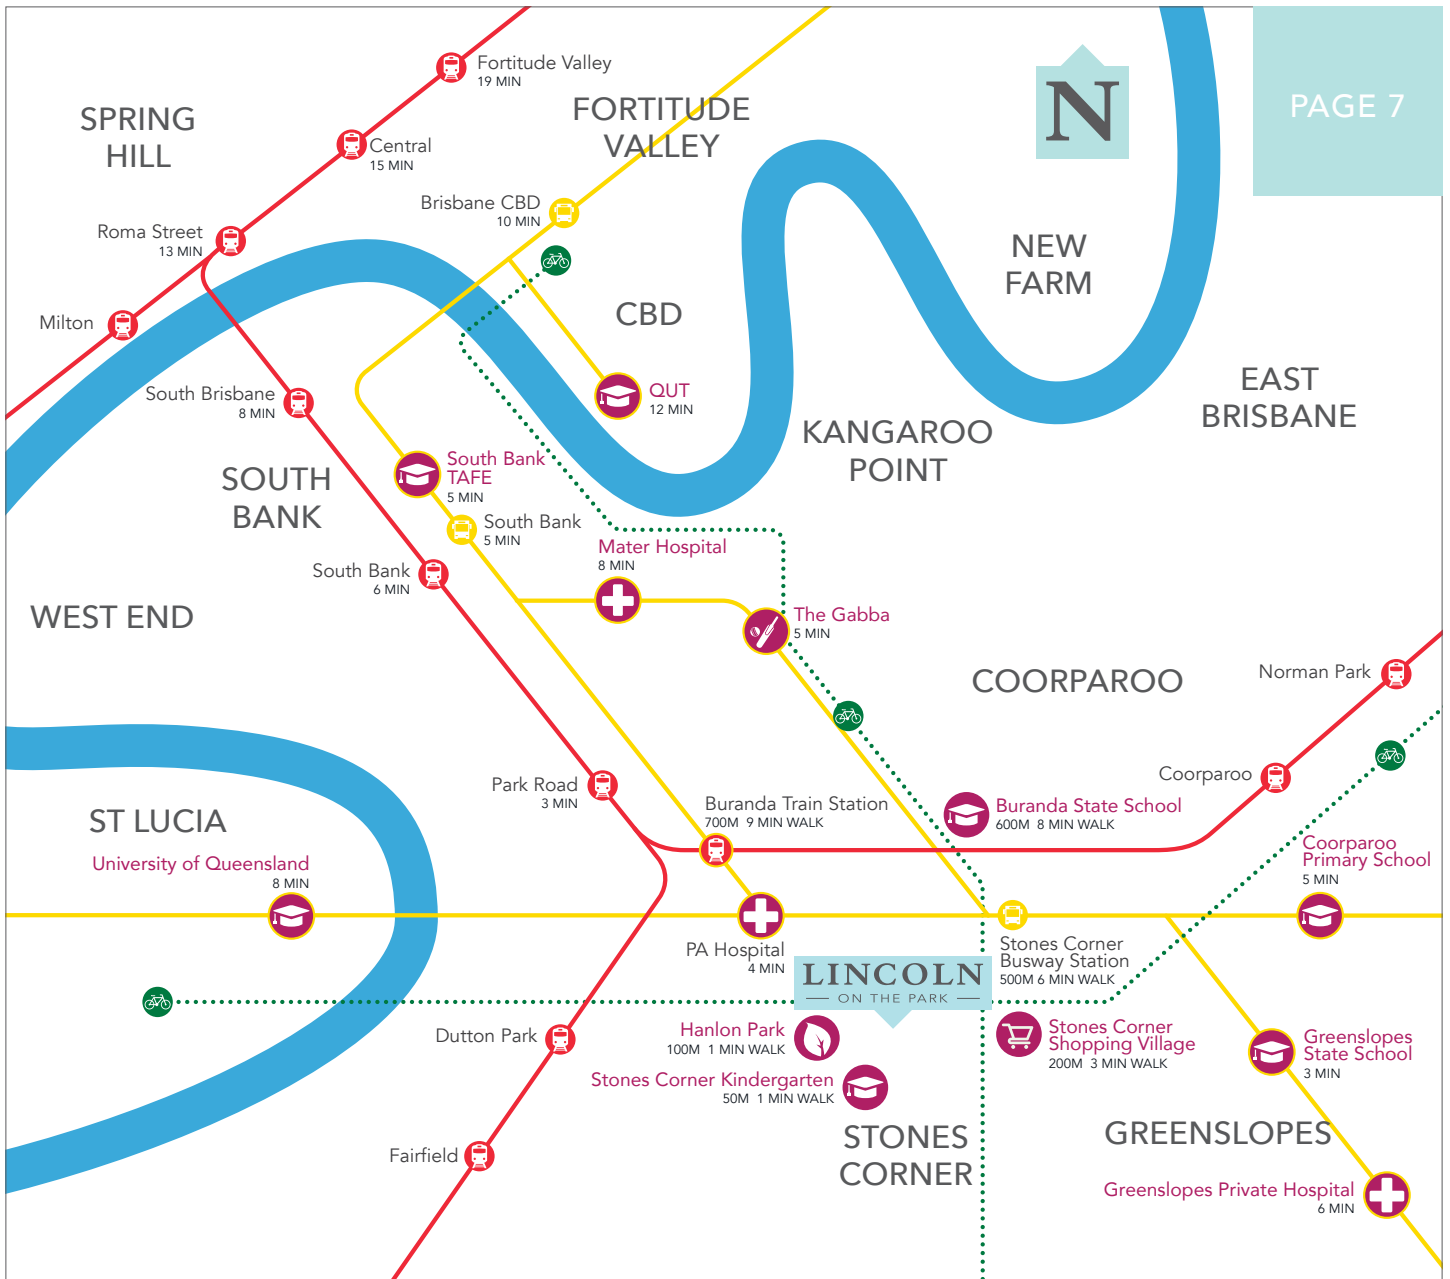 PAGE 7
N
Fortitude Valley
19 MIN
SPRING
HILL
FORTITUDE
VALLEY
Central
15 MIN
Brisbane CBD
10 MIN
Roma Street
13 MIN
NEW
FARM
CBD
Milton
South Brisbane
8 MIN
QUT
12 MIN
EAST
BRISBANE
KANGAROO
POINT
SOUTH
BANK
South Bank
TAFE
5 MIN
South Bank
5 MIN
Mater Hospital
8 MIN
South Bank
6 MIN
WEST END
The Gabba
5 MIN
COORPAROO
Norman Park
Coorparoo
Park Road
3 MIN
Buranda Train Station
700M 9 MIN WALK
Buranda State School
600M 8 MIN WALK
ST LUCIA
University of Queensland
8 MIN
Coorparoo
Primary School
5 MIN
PA Hospital
4 MIN
Stones Corner
Busway Station
500M 6 MIN WALK
LINCOLN
ON THE PARK
Dutton Park
Hanlon Park
100M 1 MIN WALK
Stones Corner
Shopping Village
200M 3 MIN WALK
Greenslopes
State School
3 MIN
Stones Corner Kindergarten
50M 1 MIN WALK
STONES
CORNER
GREENSLOPES
Fairfield
Greenslopes Private Hospital
6 MIN